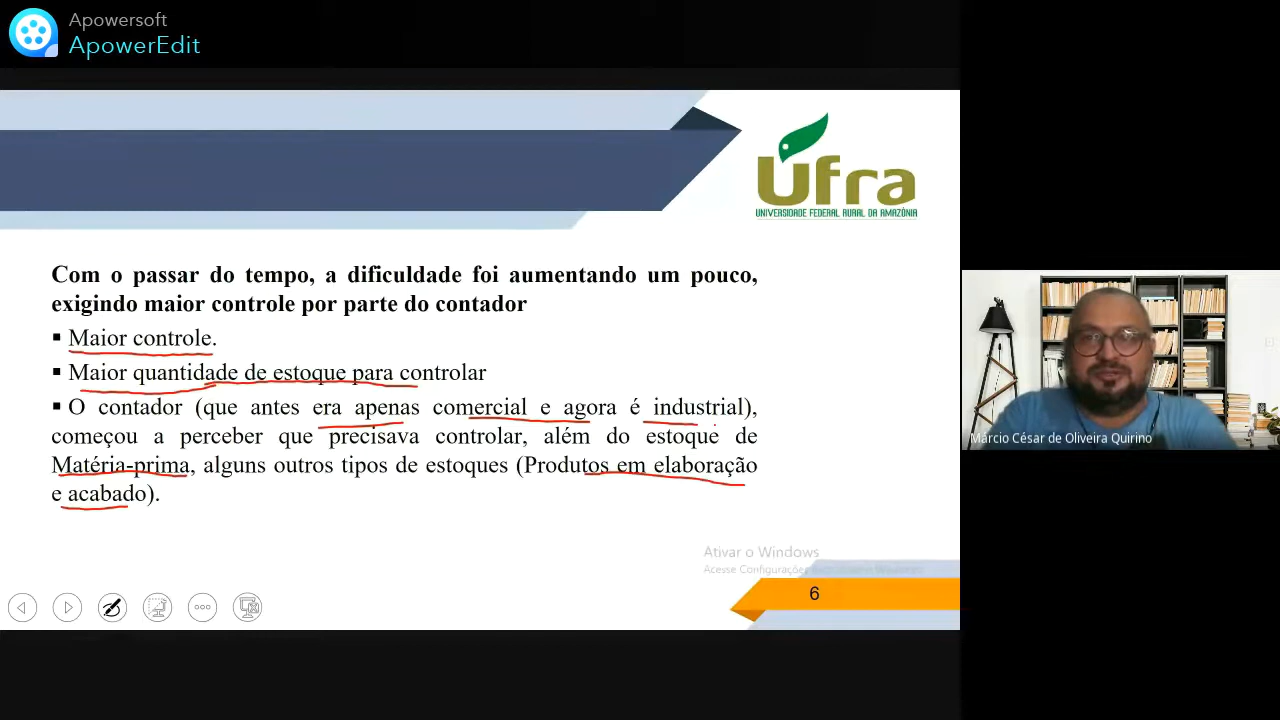 Apowersoft
ApowerEdit
Ufra
UNIVERSIDADE FEDERAL RURAL DA AMAZÔNIA
Com o passar do tempo, a dificuldade foi aumentando um pouco,
exigindo maior controle por parte do contador
▪ Maior controle.
▪ Maior quantidade de estoque para controlar
▪ O contador (que antes era apenas comercial e agora é industrial),
começou a perceber que precisava controlar, além do estoque de
Matéria-prima, alguns outros tipos de estoques (Produtos em elaboração
e acabado).
Márcio César de Oliveira Quirino
Ativar o Windows
Acesse Configurações
6